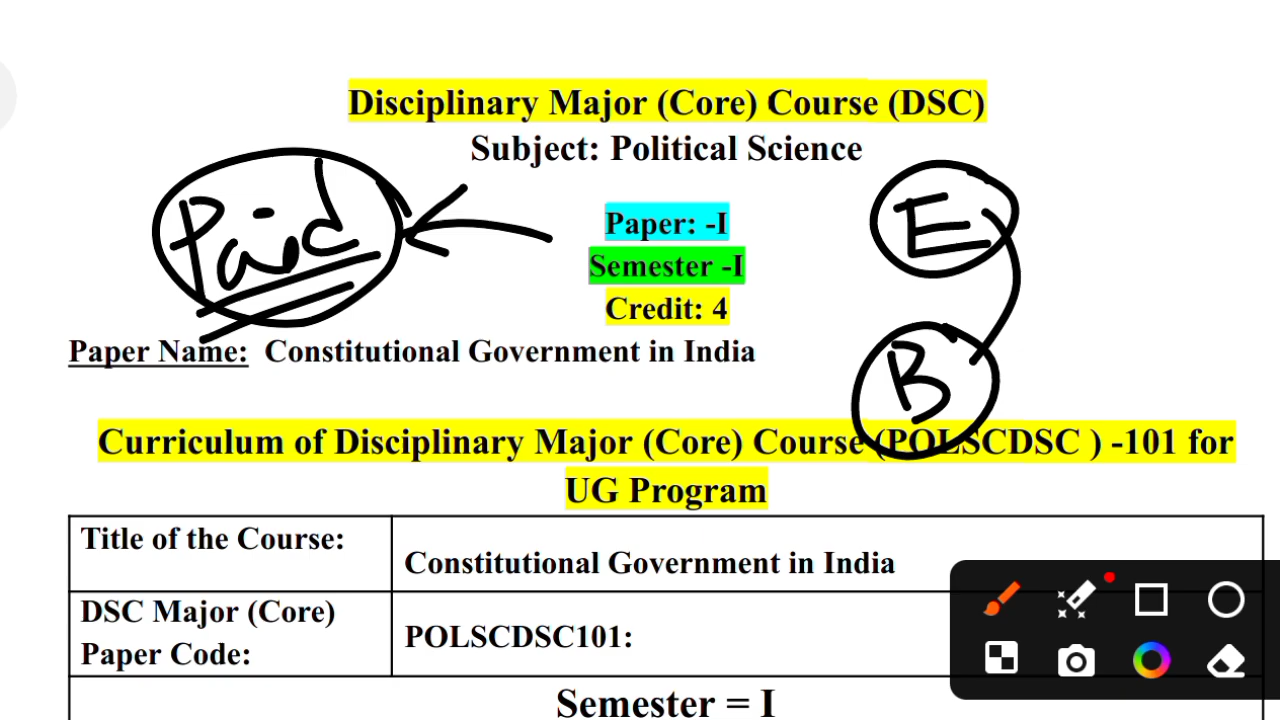 Disciplinary Major (Core) Course (DSC)
Subject: Political Science
Paid
E
Paper: -I
Semester -I
Credit: 4
Paper Name: Constitutional Government in India
B
Curriculum of Disciplinary Major (Core) Course (POLSCDSC ) -101 for
UG Program
Title of the Course:
Constitutional Government in India
DSC Major (Core)
Paper Code:
POLSCDSC101:
Semester = I